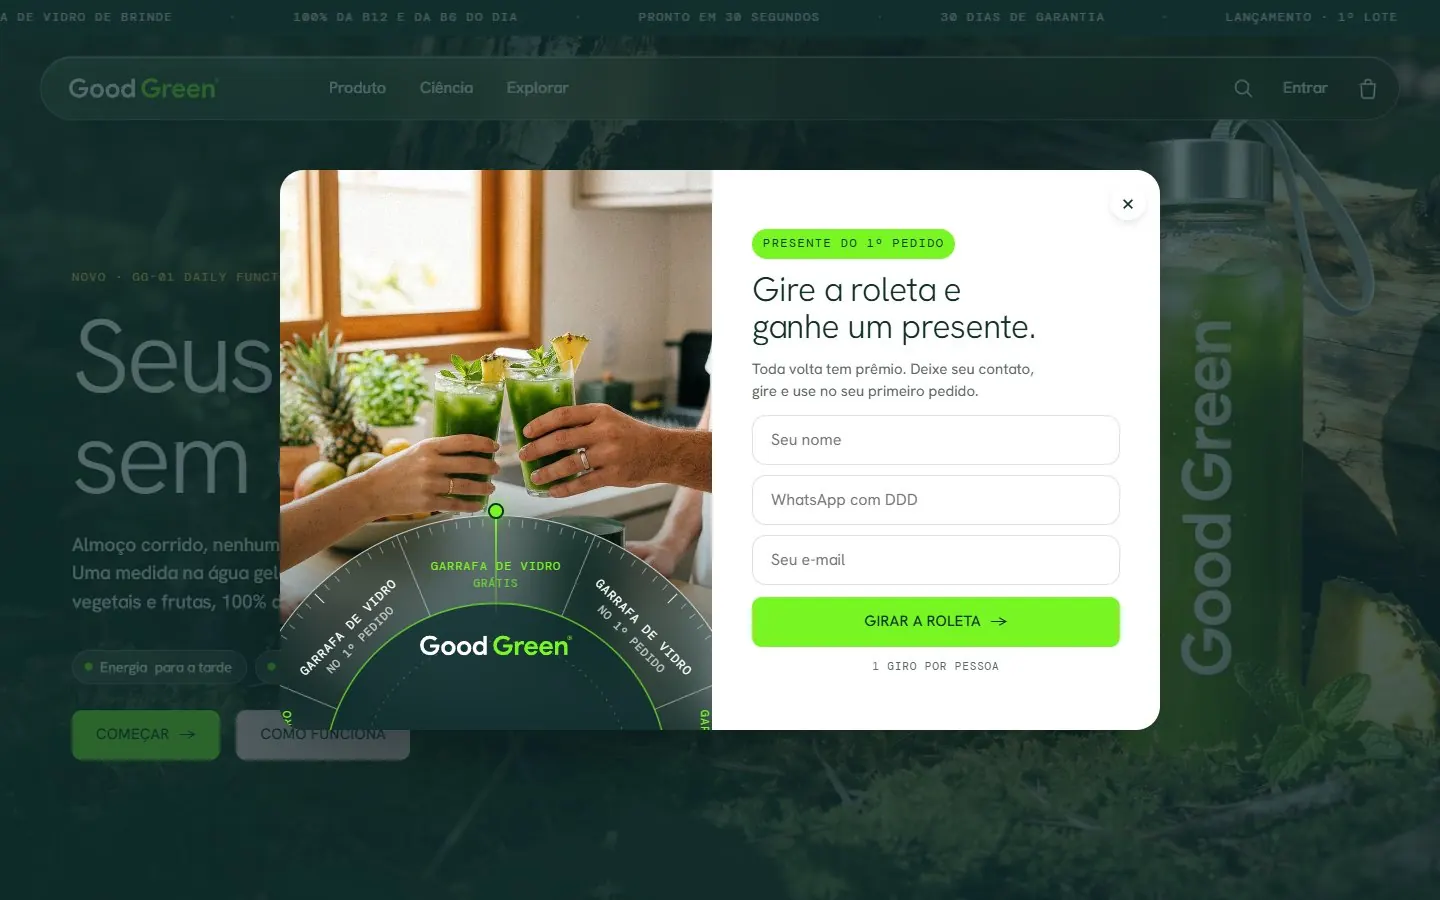 A DE VIDRO DE BRINDE · 100% DA B12 E DA B6 DO DIA · PRONTO EM 30 SEGUNDOS · 30 DIAS DE GARANTIA · LANÇAMENTO · 1º LOTE
Good Green
Produto
Ciência
Explorar
Entrar
NOVO · GG-01 DAILY FUNCT
Seus
sem
Almoço corrido, nenhum
Uma medida na água gel
vegetais e frutas, 100%
Energia para a tarde
COMEÇAR →
COMO FUNCIONA
GARRAFA DE VIDRO
NO 1º PEDIDO
GARRAFA DE VIDRO
GRÁTIS
GARRAFA DE VIDRO
NO 1º PEDIDO
GAR
Good Green
×
PRESENTE DO 1º PEDIDO
Gire a roleta e
ganhe um presente.
Toda volta tem prêmio. Deixe seu contato,
gire e use no seu primeiro pedido.
Seu nome
WhatsApp com DDD
Seu e-mail
GIRAR A ROLETA →
1 GIRO POR PESSOA
Good Green